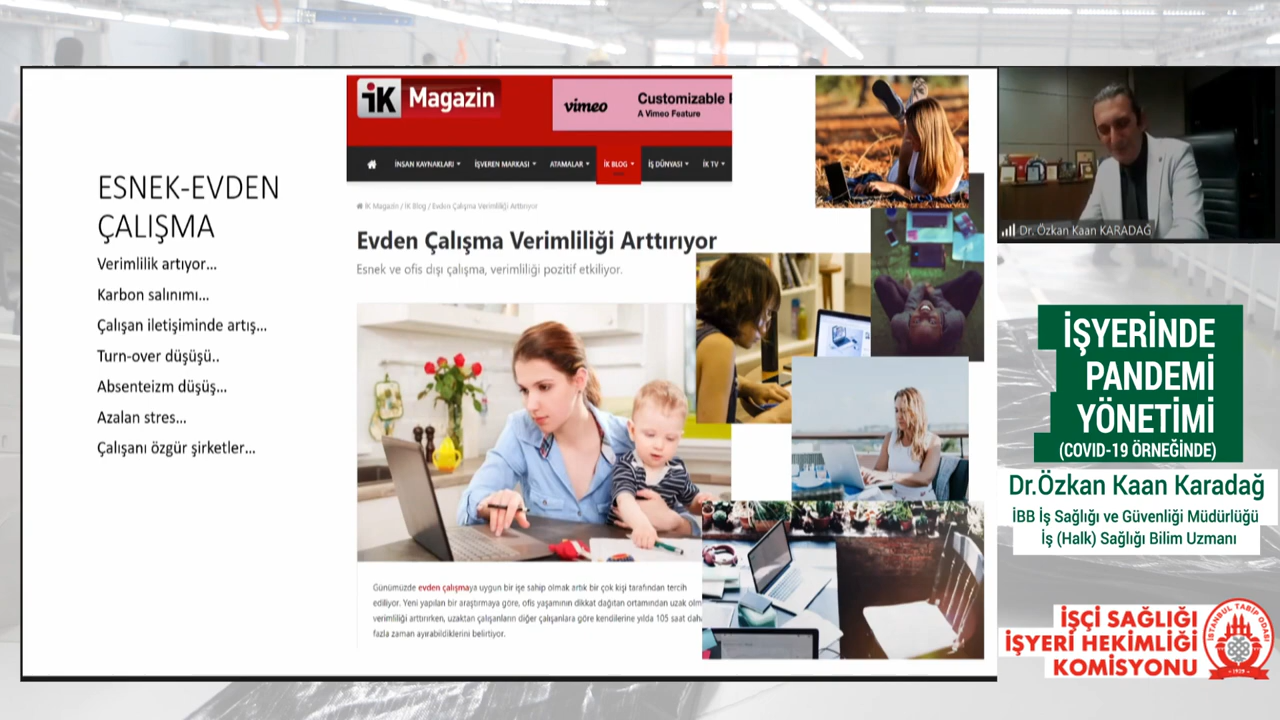 ESNEK-EVDEN
ÇALIŞMA
Verimlilik artıyor...
Karbon salınımı...
Çalışan iletişiminde artış...
Turn-over düşüşü..
Absenteizm düşüş...
Azalan stres...
Çalışanı özgür şirketler...
iK Magazin
vimeo
Customizable
A Vimeo Feature
İNSAN KAYNAKLARI
İŞVEREN MARKASI
ATAMALAR
İK BLOG
İŞ DÜNYASI
İK TV
İK Magazin / İK Blog / Evden Çalışma Verimliliği Arttırıyor
Evden Çalışma Verimliliği Arttırıyor
Esnek ve ofis dışı çalışma, verimliliği pozitif etkiliyor.
Günümüzde evden çalışmaya uygun bir işe sahip olmak artık bir çok kişi tarafından tercih
ediliyor. Yeni yapılan bir araştırmaya göre, ofis yaşamının dikkat dağıtan ortamından uzak olm
verimliliği arttırırken, uzaktan çalışanların diğer çalışanlara göre kendilerine yılda 105 saat daha
fazla zaman ayırabildiklerini belirtiyor.
Dr. Özkan Kaan KARADAĞ
İŞYERİNDE
PANDEMİ
YÖNETİMİ
(COVID-19 ÖRNEĞİNDE)
Dr.Özkan Kaan Karadağ
İBB İş Sağlığı ve Güvenliği Müdürlüğü
İş (Halk) Sağlığı Bilim Uzmanı
İŞÇİ SAĞLIĞI
İŞYERİ HEKİMLİĞİ
KOMİSYONU
İSTANBUL TABİP ODASI
1929